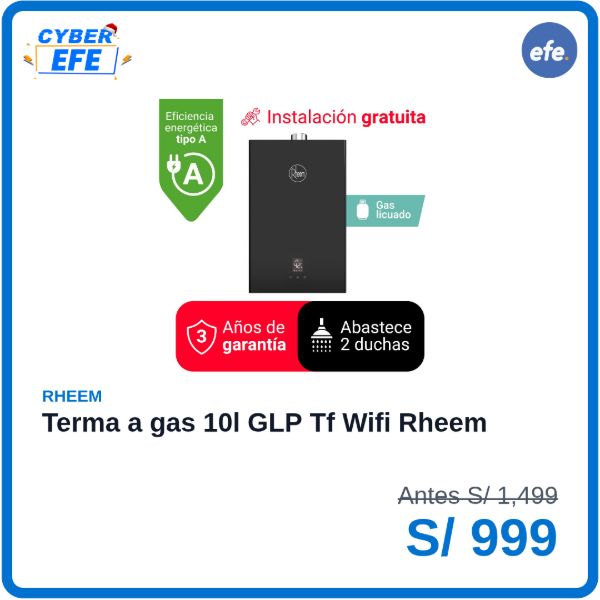 CYBER
EFE
efe.
Eficiencia
energética
tipo A
A
Instalación gratuita
Rheem
Gas
licuado
3
Años de
garantía
Abastece
2 duchas
RHEEM
Terma a gas 10l GLP Tf Wifi Rheem
Antes S/ 1,499
S/ 999